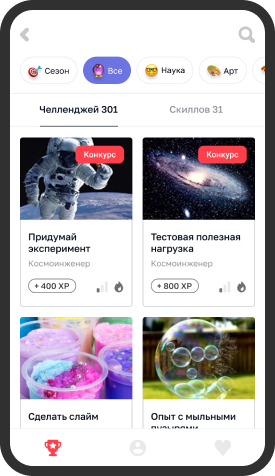 Сезон
Все
Наука
Арт
Челленджей 301
Скиллов 31
Конкурс
Конкурс
Придумай
эксперимент
Космоинженер
+ 400 XP
Тестовая полезная
нагрузка
Космоинженер
+ 800 XP
Сделать слайм
Опыт с мыльными
пузырями